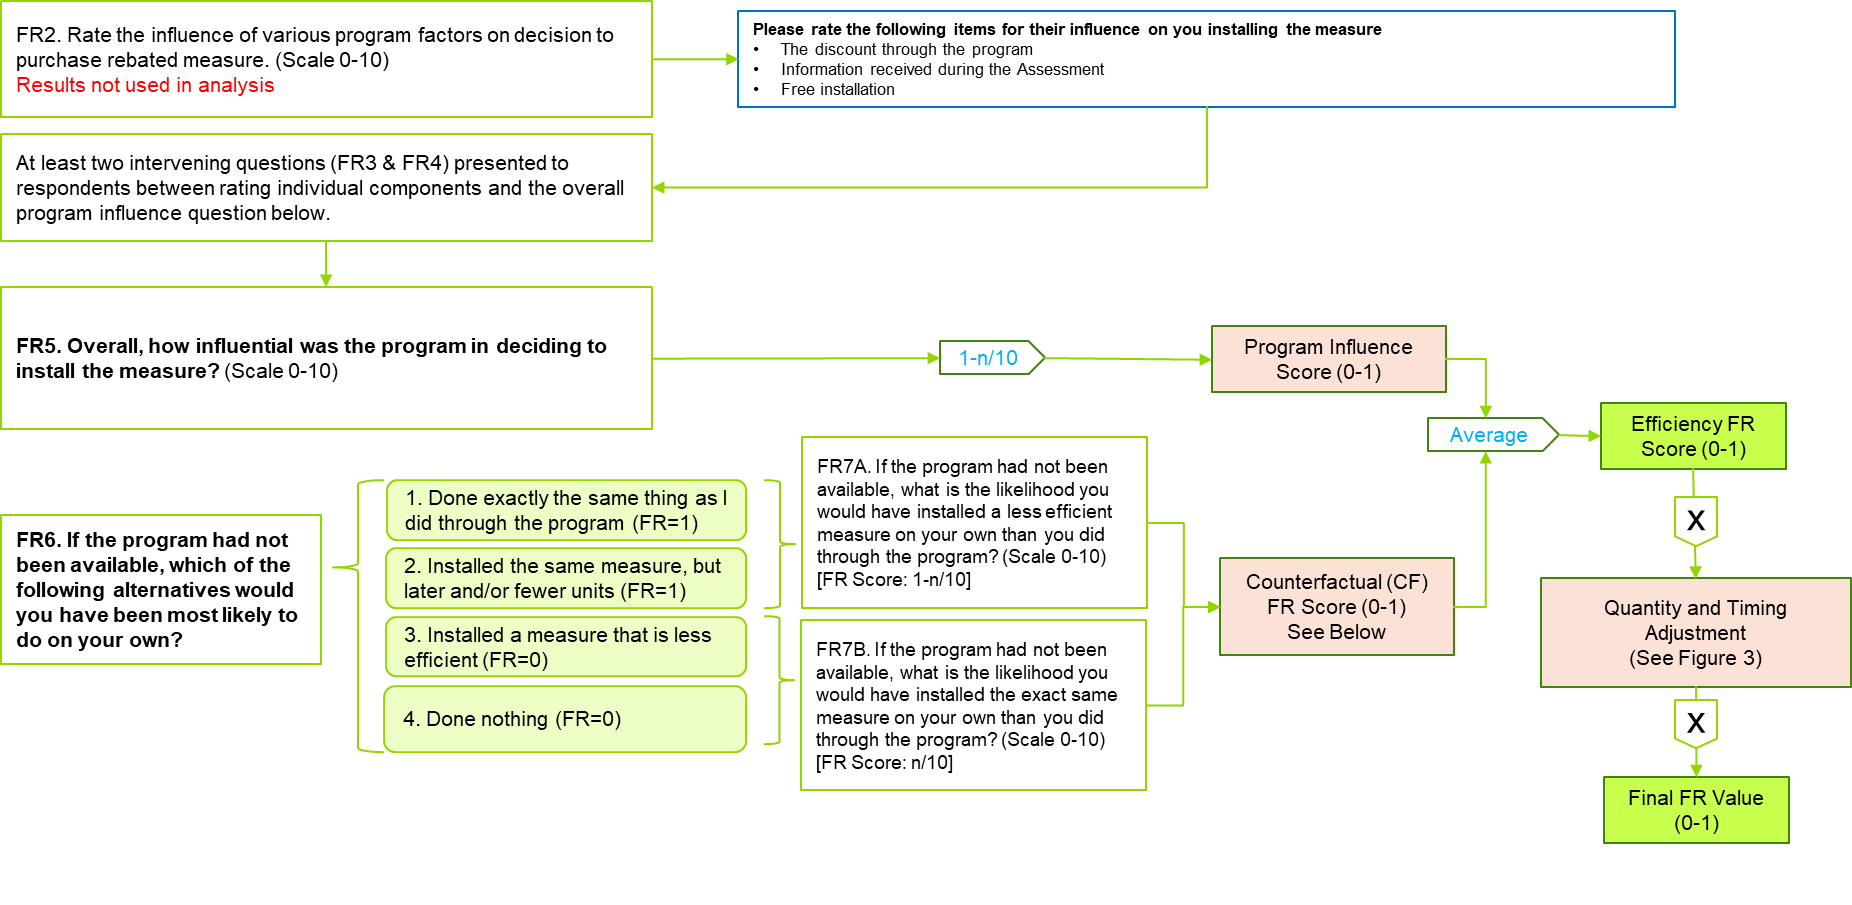 FR2. Rate the influence of various program factors on decision to
purchase rebated measure. (Scale 0-10)
Results not used in analysis
Please rate the following items for their influence on you installing the measure
• The discount through the program
• Information received during the Assessment
• Free installation
At least two intervening questions (FR3 & FR4) presented to
respondents between rating individual components and the overall
program influence question below.
FR5. Overall, how influential was the program in deciding to
install the measure? (Scale 0-10)
1-n/10
Program Influence
Score (0-1)
Average
Efficiency FR
Score (0-1)
FR6. If the program had not
been available, which of the
following alternatives would
you have been most likely to
do on your own?
1. Done exactly the same thing as I
did through the program (FR=1)
2. Installed the same measure, but
later and/or fewer units (FR=1)
3. Installed a measure that is less
efficient (FR=0)
4. Done nothing (FR=0)
FR7A. If the program had not been
available, what is the likelihood you
would have installed a less efficient
measure on your own than you did
through the program? (Scale 0-10)
[FR Score: 1-n/10]
FR7B. If the program had not been
available, what is the likelihood you
would have installed the exact same
measure on your own than you did
through the program? (Scale 0-10)
[FR Score: n/10]
Counterfactual (CF)
FR Score (0-1)
See Below
X
Quantity and Timing
Adjustment
(See Figure 3)
X
Final FR Value
(0-1)